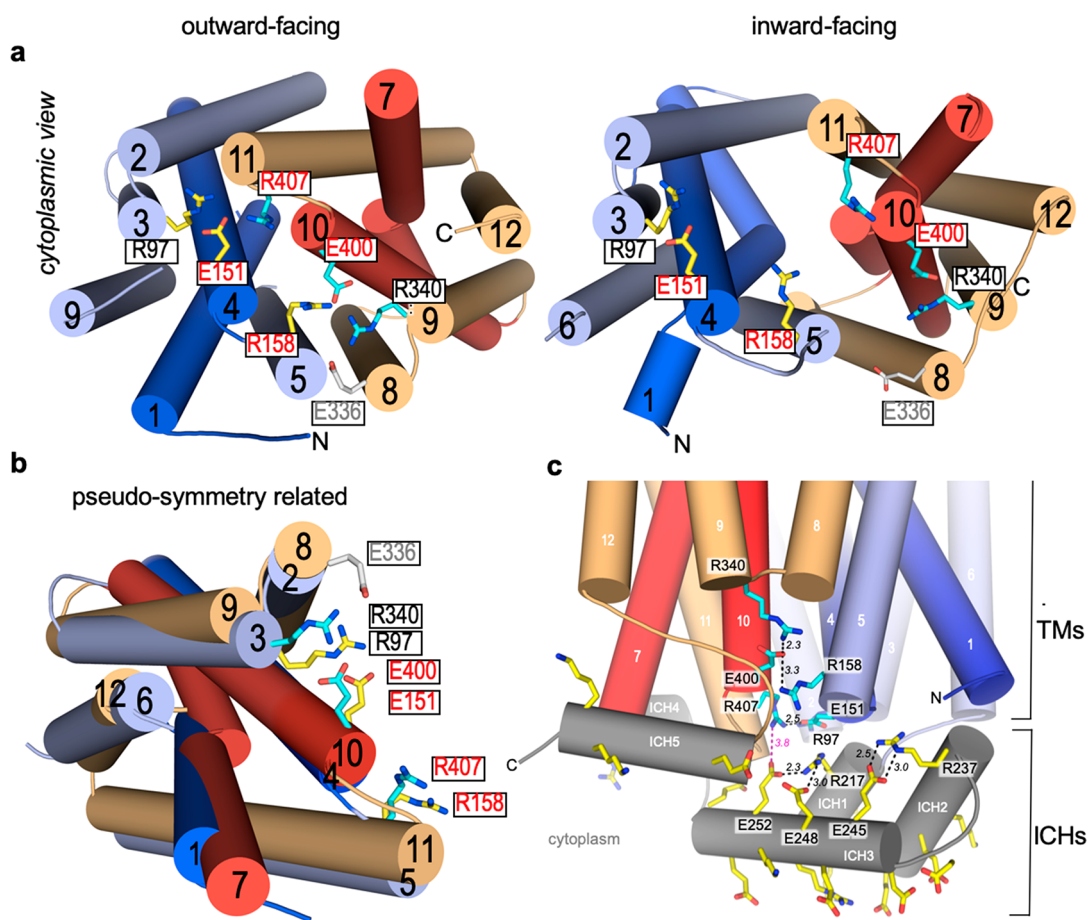 outward-facing
inward-facing
a
cytoplasmic view
7
2
11
R407
3
10
R97
E400
C
12
E151
R340
9
4
9
R158
5
8
1
E336
N
7
11
2
R407
3
10
12
R97
E400
E151
R340
C
9
6
4
R158
5
8
1
E336
N
b
pseudo-symmetry related
8
E336
2
9
R340
3
R97
E400
12
6
E151
10
4
R407
R158
1
11
5
7
c
12
9
8
R340
6
10
4
5
11
3
1
7
2.3
3.3
R158
E400
N
R407
E151
ICH4
2.5
ICH5
R97
3.8
C
2.3
2.5
3.0
R217
R237
3.0
ICH1
ICH2
E252
E245
E248
cytoplasm
ICH3
TMs
ICHs